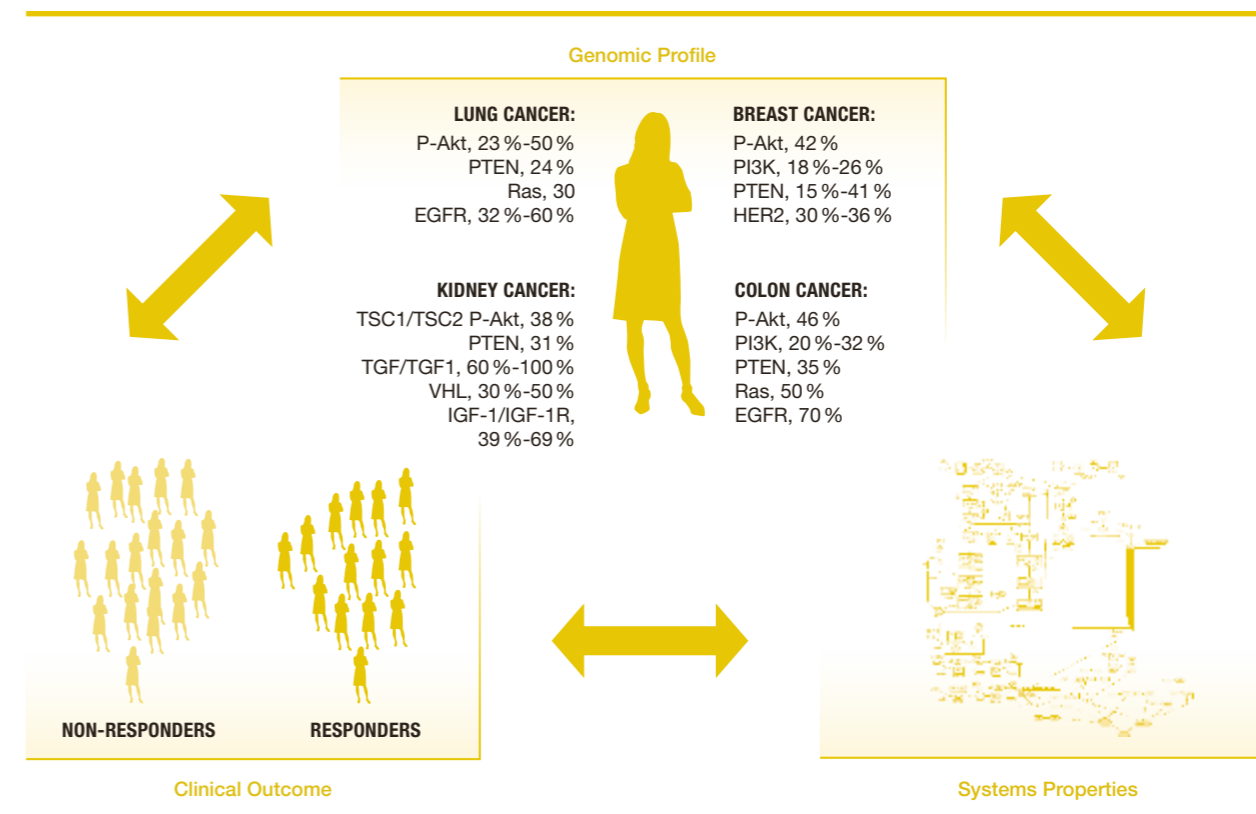 Genomic Profile
LUNG CANCER:
P-Akt, 23 %-50 %
PTEN, 24 %
Ras, 30
EGFR, 32 %-60 %
BREAST CANCER:
P-Akt, 42 %
PI3K, 18 %-26 %
PTEN, 15 %-41 %
HER2, 30 %-36 %
KIDNEY CANCER:
TSC1/TSC2 P-Akt, 38 %
PTEN, 31 %
TGF/TGF1, 60 %-100 %
VHL, 30 %-50 %
IGF-1/IGF-1R,
39 %-69 %
COLON CANCER:
P-Akt, 46 %
PI3K, 20 %-32 %
PTEN, 35 %
Ras, 50 %
EGFR, 70 %
NON-RESPONDERS
RESPONDERS
Clinical Outcome
Systems Properties